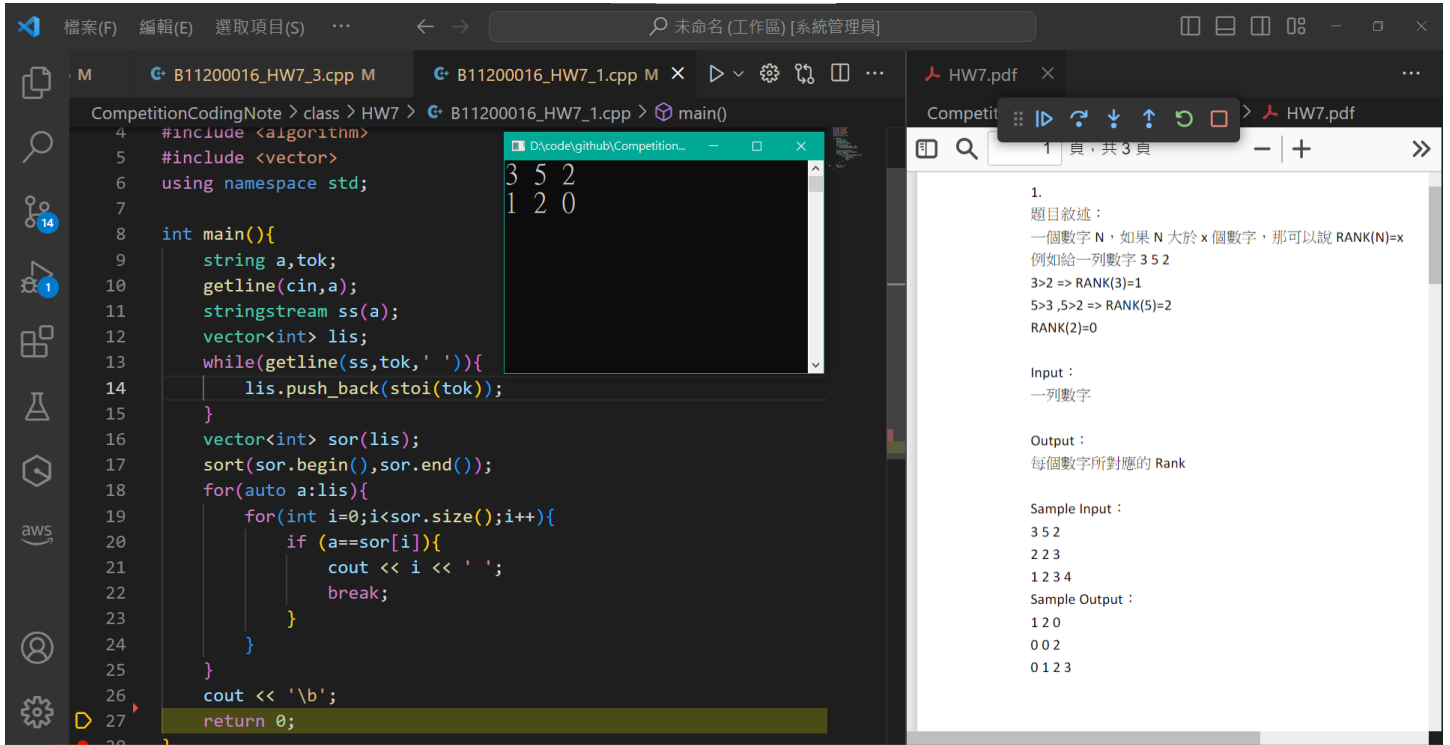 檔案(F) 編輯(E) 選取項目(S) ··· 未命名 (工作區) [系統管理員]
M B11200016_HW7_3.cpp M B11200016_HW7_1.cpp M HW7.pdf
CompetitionCodingNote > class > HW7 > B11200016_HW7_1.cpp > main()
Competit > HW7.pdf
4 #include <algorithm>
5 #include <vector>
6 using namespace std;
7
8 int main(){
9 string a,tok;
10 getline(cin,a);
11 stringstream ss(a);
12 vector<int> lis;
13 while(getline(ss,tok,' ')){
14 lis.push_back(stoi(tok));
15 }
16 vector<int> sor(lis);
17 sort(sor.begin(),sor.end());
18 for(auto a:lis){
19 for(int i=0;i<sor.size();i++){
20 if (a==sor[i]){
21 cout << i << ' ';
22 break;
23 }
24 }
25 }
26 cout << '\b';
27 return 0;
28 }
14
1
aws
D:\code\github\Competition...
3 5 2
1 2 0
1 頁，共 3 頁
1.
題目敘述：
一個數字 N，如果 N 大於 x 個數字，那可以說 RANK(N)=x
例如給一列數字 3 5 2
3>2 => RANK(3)=1
5>3 ,5>2 => RANK(5)=2
RANK(2)=0
Input：
一列數字
Output：
每個數字所對應的 Rank
Sample Input：
3 5 2
2 2 3
1 2 3 4
Sample Output：
1 2 0
0 0 2
0 1 2 3